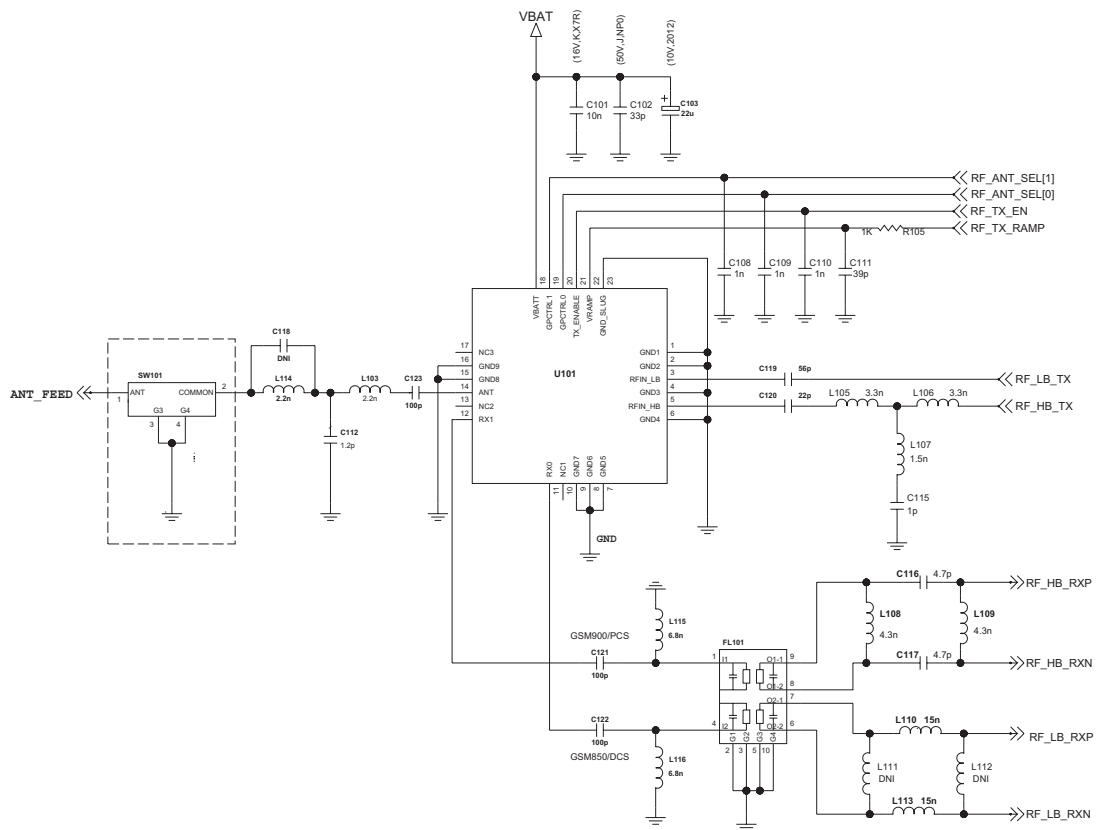 VBAT
(16V,K,X7R)
(50V,J,NP0)
(10V,2012)
C101
10n
C102
33p
+
C103
22u
RF_ANT_SEL[1]
RF_ANT_SEL[0]
RF_TX_EN
RF_TX_RAMP
1K
R105
C108
1n
C109
1n
C110
1n
C111
39p
18
19
20
21
22
23
VBATT
GPCTRL1
GPCTRL0
TX_ENABLE
VRAMP
GND_SLUG
U101
17
NC3
16
GND9
15
GND8
14
ANT
13
NC2
12
RX1
GND1
1
GND2
2
RFIN_LB
3
GND3
4
RFIN_HB
5
GND4
6
RX0
NC1
GND7
GND6
GND5
11
10
9
8
7
GND
ANT_FEED
1
SW101
ANT
COMMON
2
G3
G4
3
4
C118
DNI
L114
2.2n
C112
1.2p
L103
2.2n
C123
100p
C119
56p
RF_LB_TX
C120
22p
L105
3.3n
L106
3.3n
RF_HB_TX
L107
1.5n
C115
1p
L115
6.8n
GSM900/PCS
C121
100p
C122
100p
GSM850/DCS
L116
6.8n
FL101
1
I1
O1-1
9
O1-2
8
O2-1
7
4
I2
O2-2
6
G1
G2
G3
G4
2
3
5
10
C116
4.7p
RF_HB_RXP
L108
4.3n
L109
4.3n
C117
4.7p
RF_HB_RXN
L110
15n
RF_LB_RXP
L111
DNI
L112
DNI
L113
15n
RF_LB_RXN